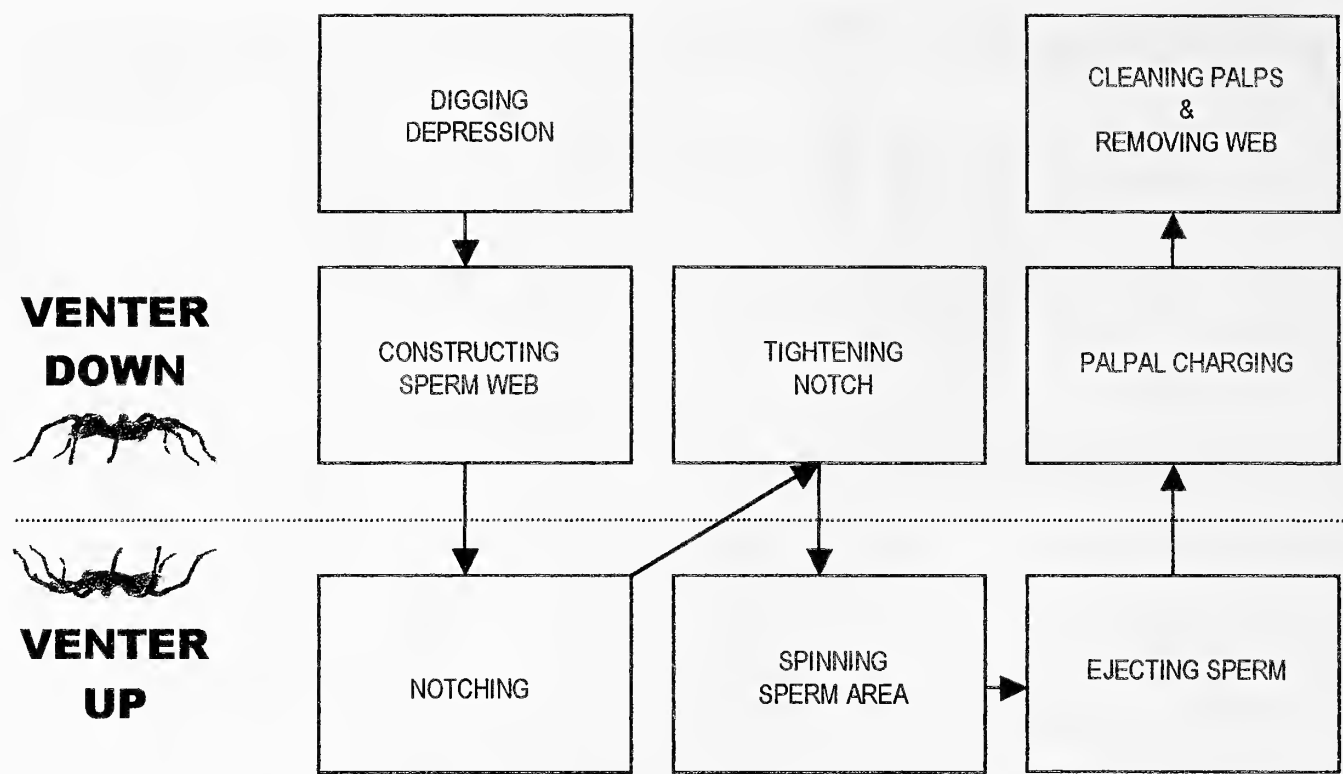 DIGGING
DEPRESSION
CLEANING PALPS
&
REMOVING WEB
VENTER
DOWN
CONSTRUCTING
SPERM WEB
TIGHTENING
NOTCH
PALPAL CHARGING
VENTER
UP
NOTCHING
SPINNING
SPERM AREA
EJECTING SPERM